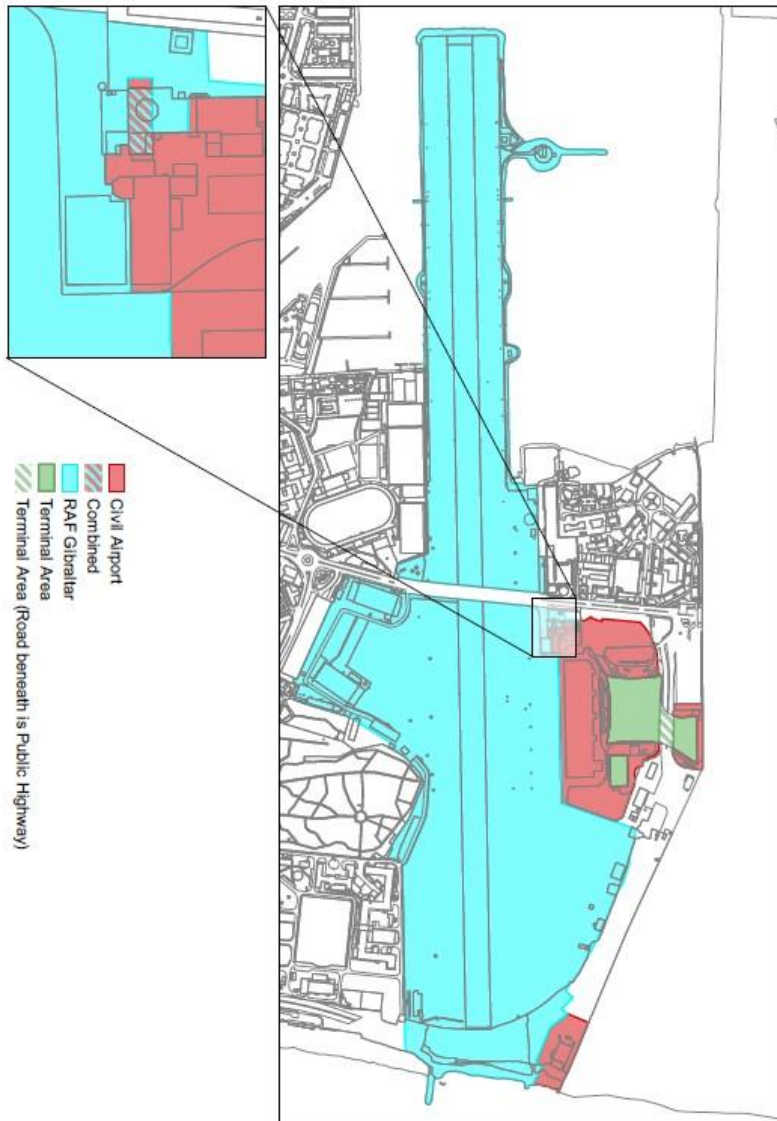 Civil Airport
Combined
RAF Gibraltar
Terminal Area
Terminal Area (Road beneath is Public Highway)